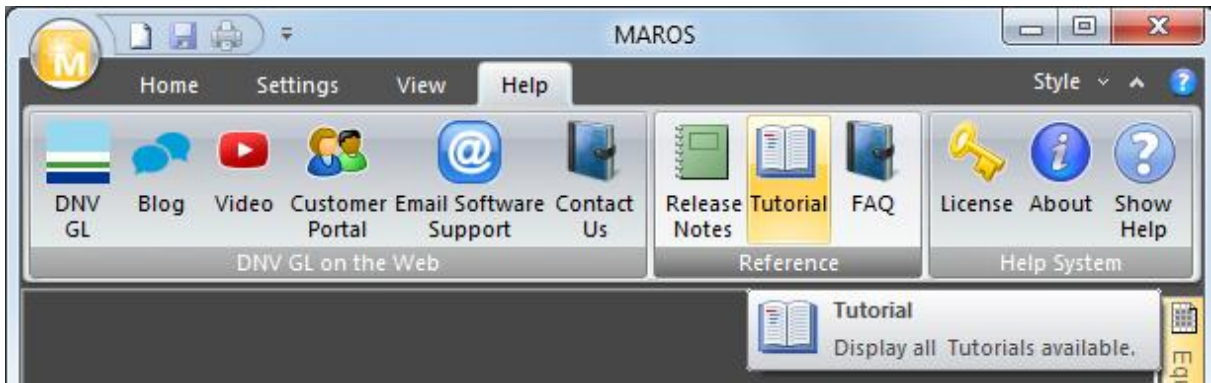 MAROS
M
Home Settings View Help Style
DNV GL
Blog
Video
Customer Portal
Email Software Support
Contact Us
Release Notes
Tutorial
FAQ
License
About
Show Help
DNV GL on the Web
Reference
Help System
Tutorial
Display all Tutorials available.